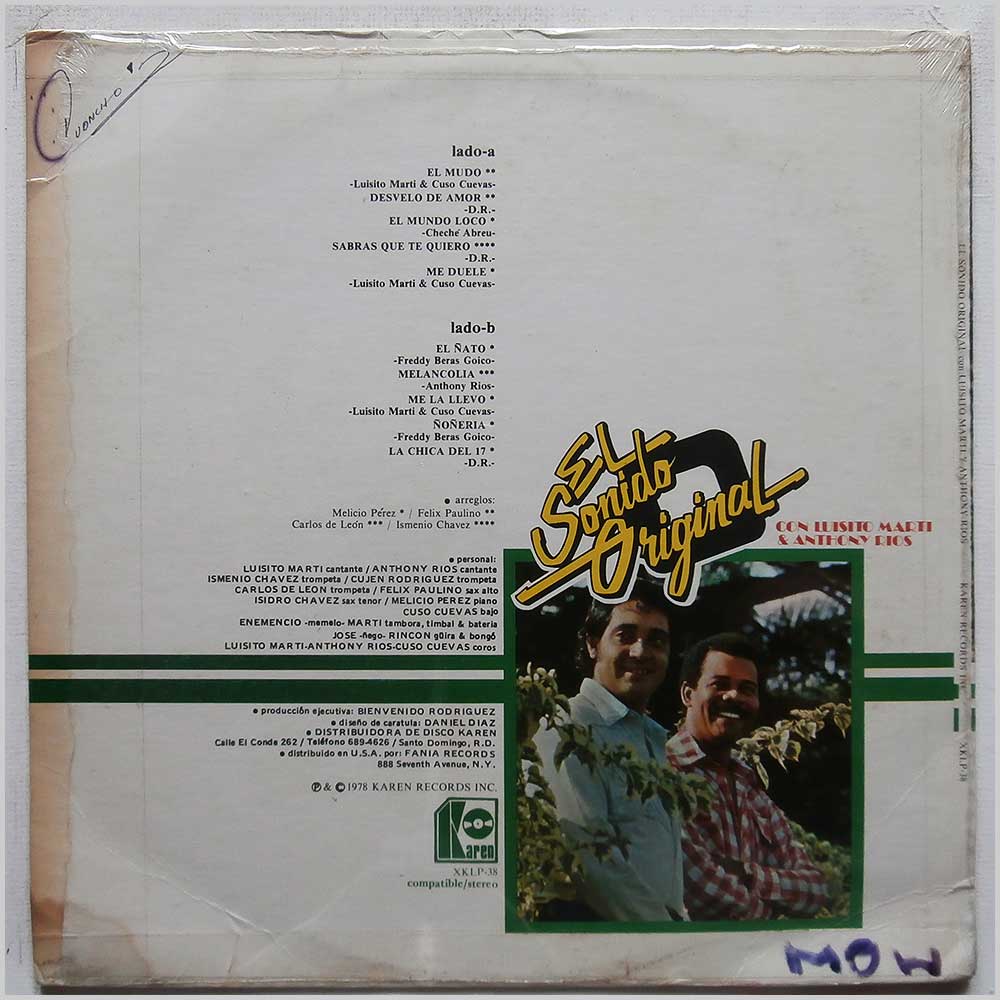 lado-a
EL MUDO **
-Luisito Marti & Cuso Cuevas-
DESVELO DE AMOR **
-D.R.-
EL MUNDO LOCO *
-Cheché Abreu-
SABRAS QUE TE QUIERO ****
-D.R.-
ME DUELE *
-Luisito Marti & Cuso Cuevas-
lado-b
EL ÑATO *
-Freddy Beras Goico-
MELANCOLIA ***
-Anthony Rios-
ME LA LLEVO *
-Luisito Marti & Cuso Cuevas-
ÑOÑERIA *
-Freddy Beras Goico-
LA CHICA DEL 17 *
-D.R.-
● arreglos:
Melicio Pérez * / Felix Paulino **
Carlos de León *** / Ismenio Chavez ****
● personal:
LUISITO MARTI cantante / ANTHONY RIOS cantante
ISMENIO CHAVEZ trompeta / CUJEN RODRIGUEZ trompeta
CARLOS DE LEON trompeta / FELIX PAULINO sax alto
ISIDRO CHAVEZ sax tenor / MELICIO PEREZ piano
CUSO CUEVAS bajo
ENEMENCIO -memelo- MARTI tambora, timbal & bateria
JOSE -ñego- RINCON güira & bongó
LUISITO MARTI-ANTHONY RIOS-CUSO CUEVAS coros
● producción ejecutiva: BIENVENIDO RODRIGUEZ
● diseño de caratula: DANIEL DIAZ
● DISTRIBUIDORA DE DISCO KAREN
Calle El Conde 262 / Teléfono 689-4626 / Santo Domingo, R.D.
● distribuido en U.S.A. por: FANIA RECORDS
888 Seventh Avenue, N.Y.
℗ & © 1978 KAREN RECORDS INC.
Karen
XKLP-38
compatible/stereo
EL
Sonido
Original
CON LUISITO MARTI
& ANTHONY RIOS
EL SONIDO ORIGINAL con LUISITO MARTI Y ANTHONY RIOS KAREN RECORDS INC. XKLP-38
MOW